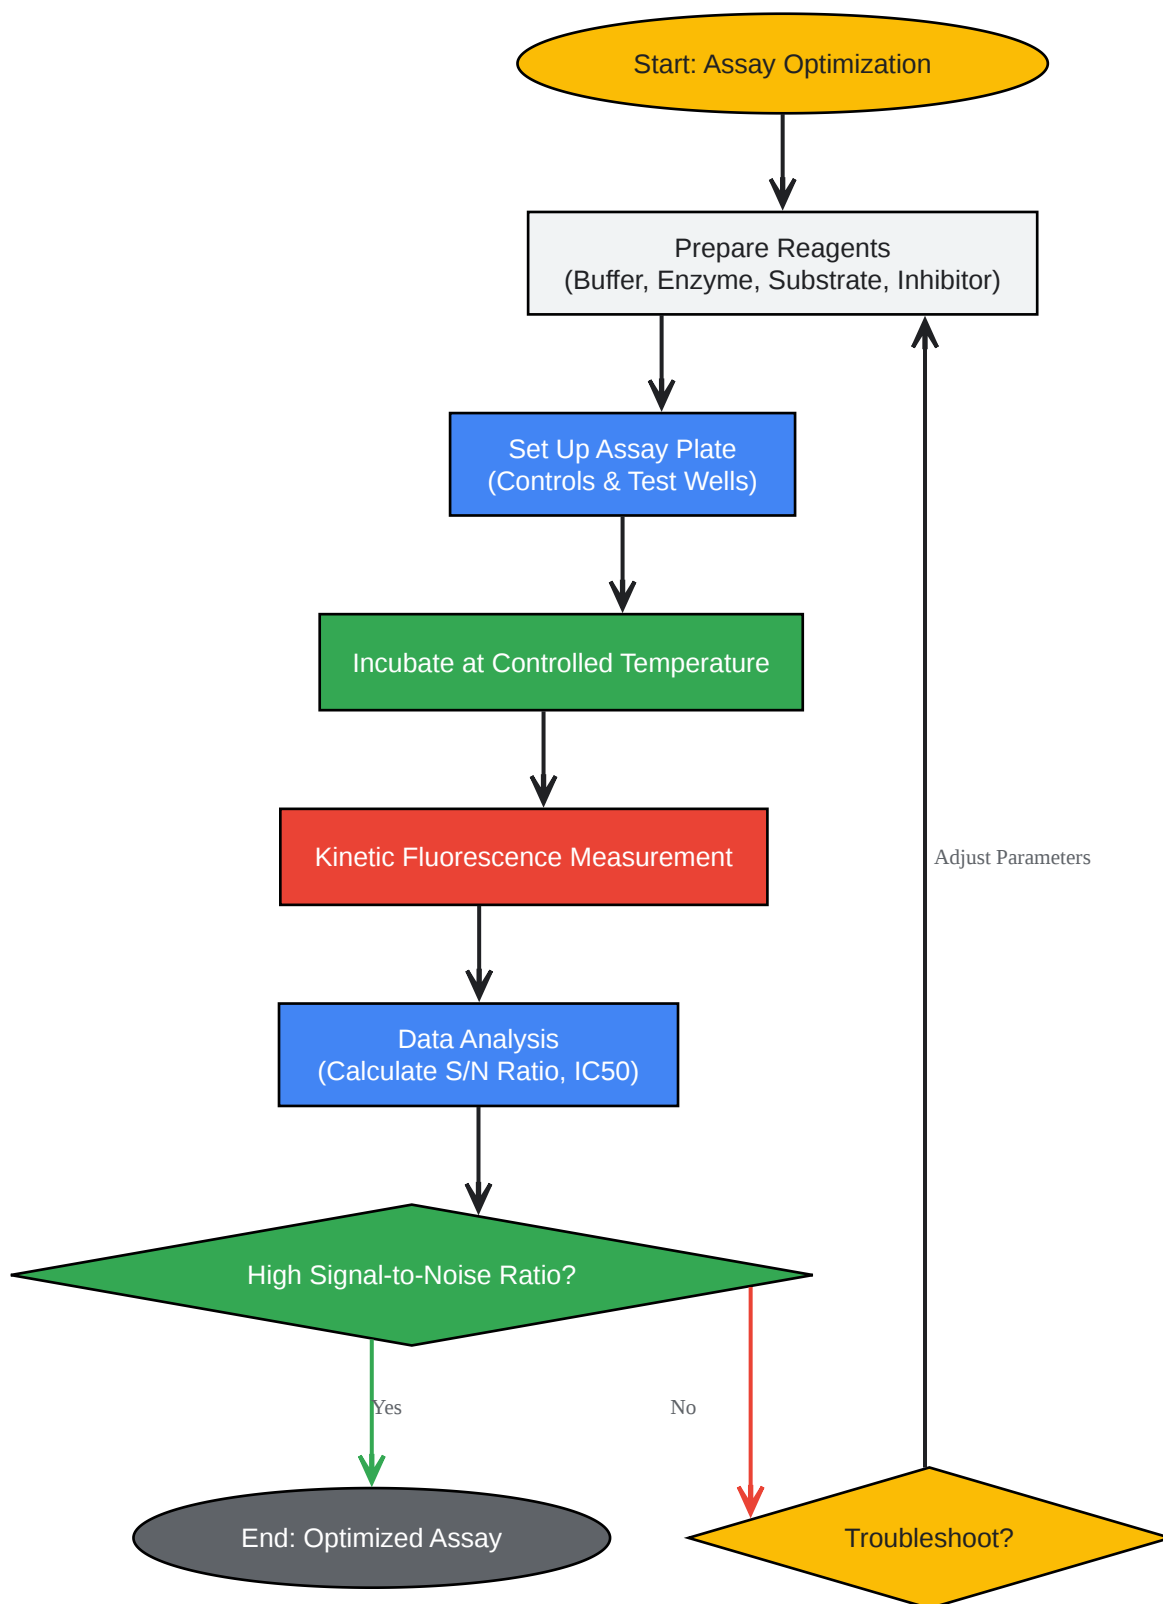 Start: Assay Optimization
Prepare Reagents
(Buffer, Enzyme, Substrate, Inhibitor)
Set Up Assay Plate
(Controls & Test Wells)
Incubate at Controlled Temperature
Kinetic Fluorescence Measurement
Adjust Parameters
Data Analysis
(Calculate S/N Ratio, IC50)
High Signal-to-Noise Ratio?
Yes
No
End: Optimized Assay
Troubleshoot?